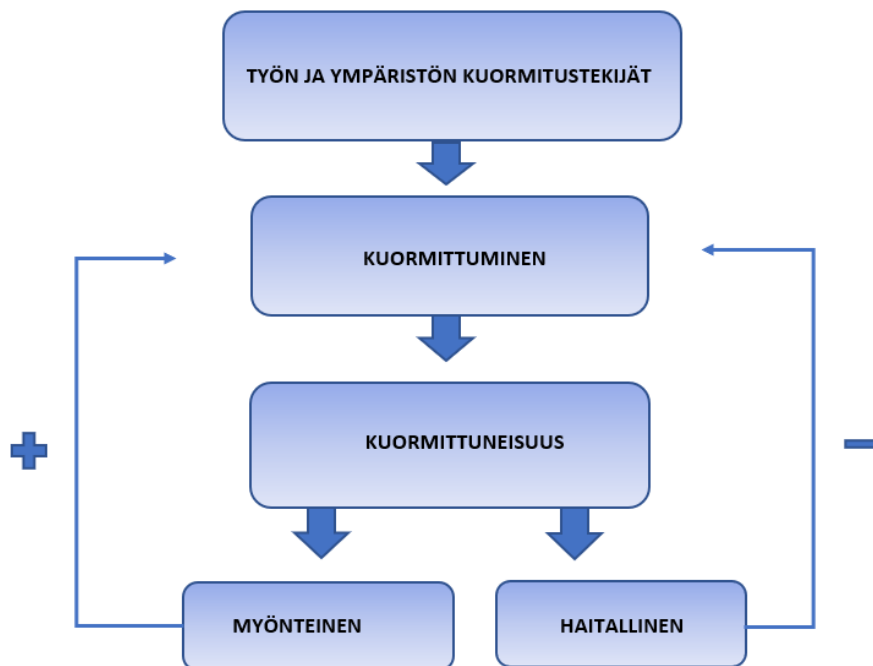 TYÖN JA YMPÄRISTÖN KUORMITUSTEKIJÄT
KUORMITTUMINEN
KUORMITTUNEISUUS
+
−
MYÖNTEINEN
HAITALLINEN